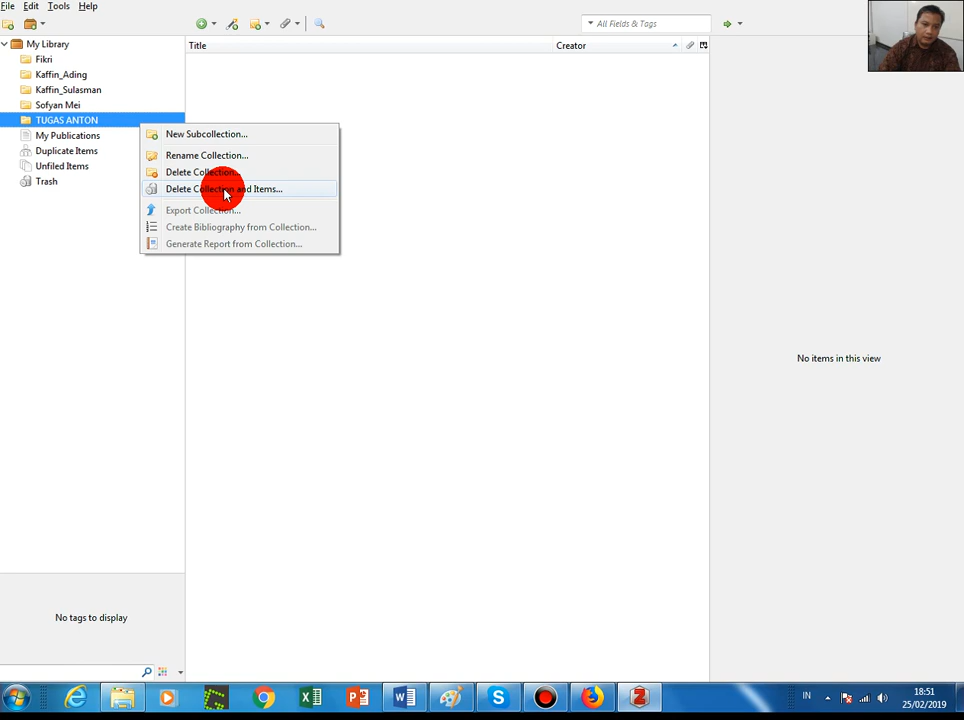 File Edit Tools Help
All Fields & Tags
My Library
Fikri
Kaffin_Ading
Kaffin_Sulasman
Sofyan Mei
TUGAS ANTON
My Publications
Duplicate Items
Unfiled Items
Trash
Title Creator
New Subcollection...
Rename Collection...
Delete Collection...
Delete Collection and Items...
Export Collection...
Create Bibliography from Collection...
Generate Report from Collection...
No items in this view
No tags to display
IN
18:51
25/02/2019